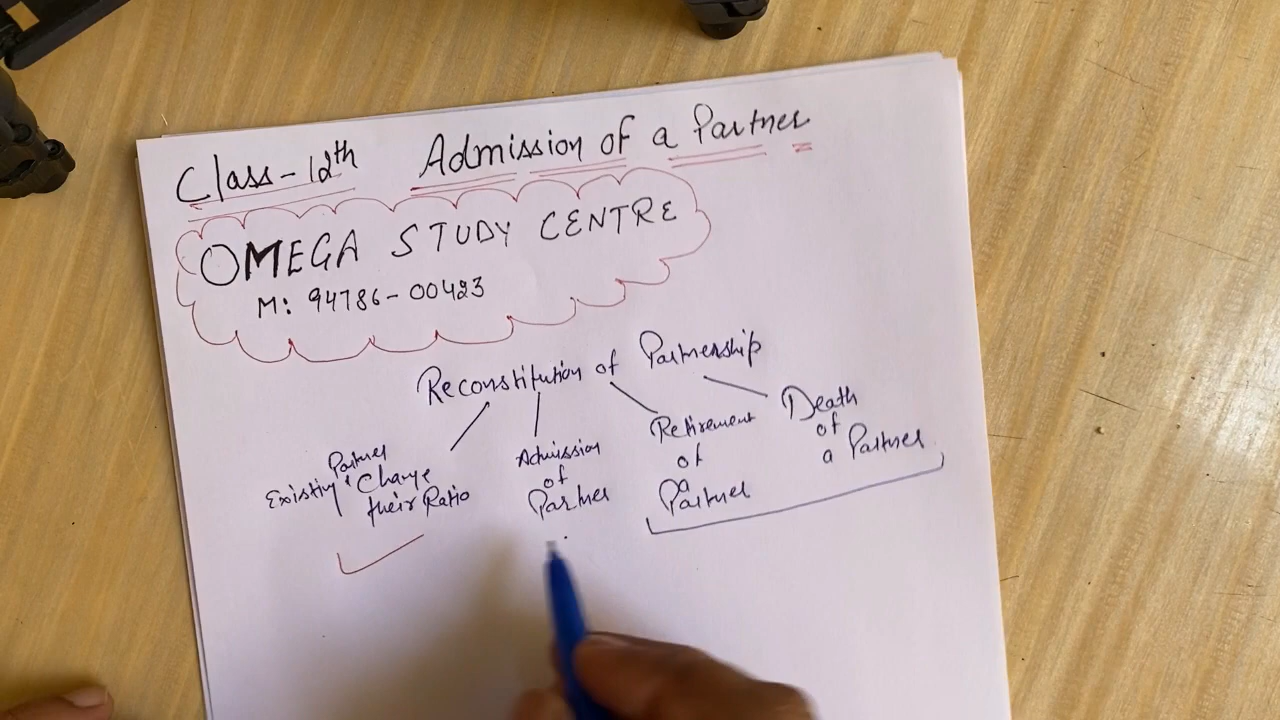 Class-12th Admission of a Partner
OMEGA STUDY CENTRE
M: 94786-00423
Reconstitution of Partnership
Existing Partner Change
their Ratio
Admission
of
Partner
Retirement
of
a
Partner
Death
of
a Partner